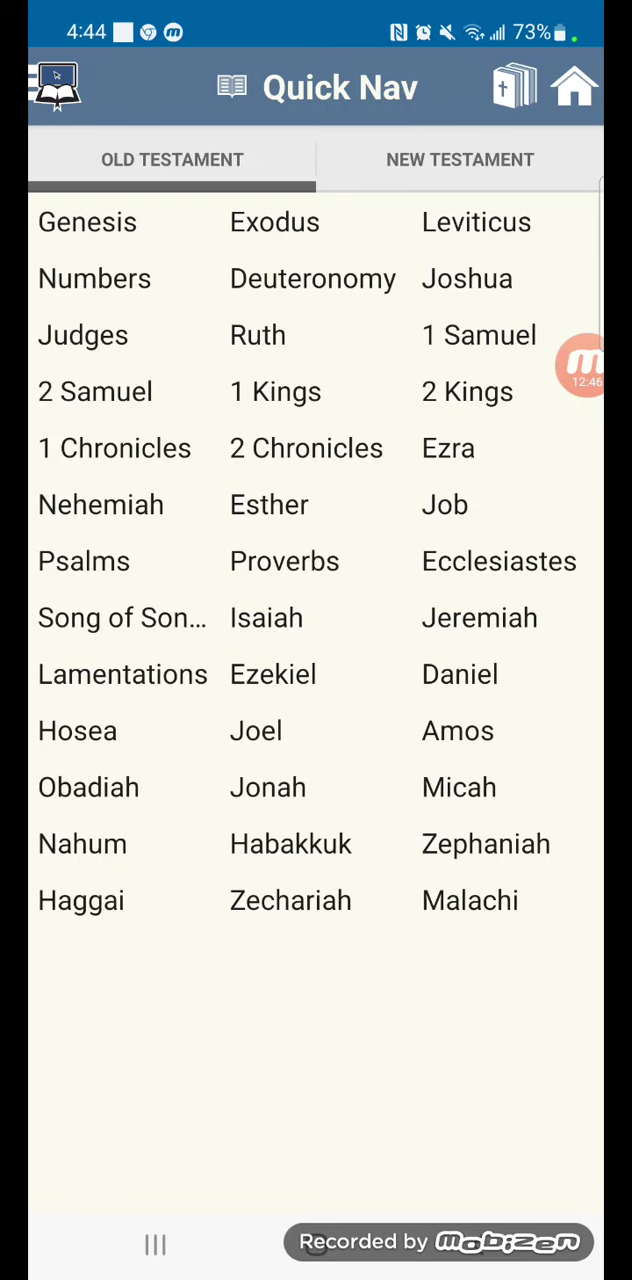 4:44 73%
Quick Nav
OLD TESTAMENT NEW TESTAMENT
Genesis Exodus Leviticus
Numbers Deuteronomy Joshua
Judges Ruth 1 Samuel
2 Samuel 1 Kings 2 Kings
12:46
1 Chronicles 2 Chronicles Ezra
Nehemiah Esther Job
Psalms Proverbs Ecclesiastes
Song of Son... Isaiah Jeremiah
Lamentations Ezekiel Daniel
Hosea Joel Amos
Obadiah Jonah Micah
Nahum Habakkuk Zephaniah
Haggai Zechariah Malachi
Recorded by mobizen